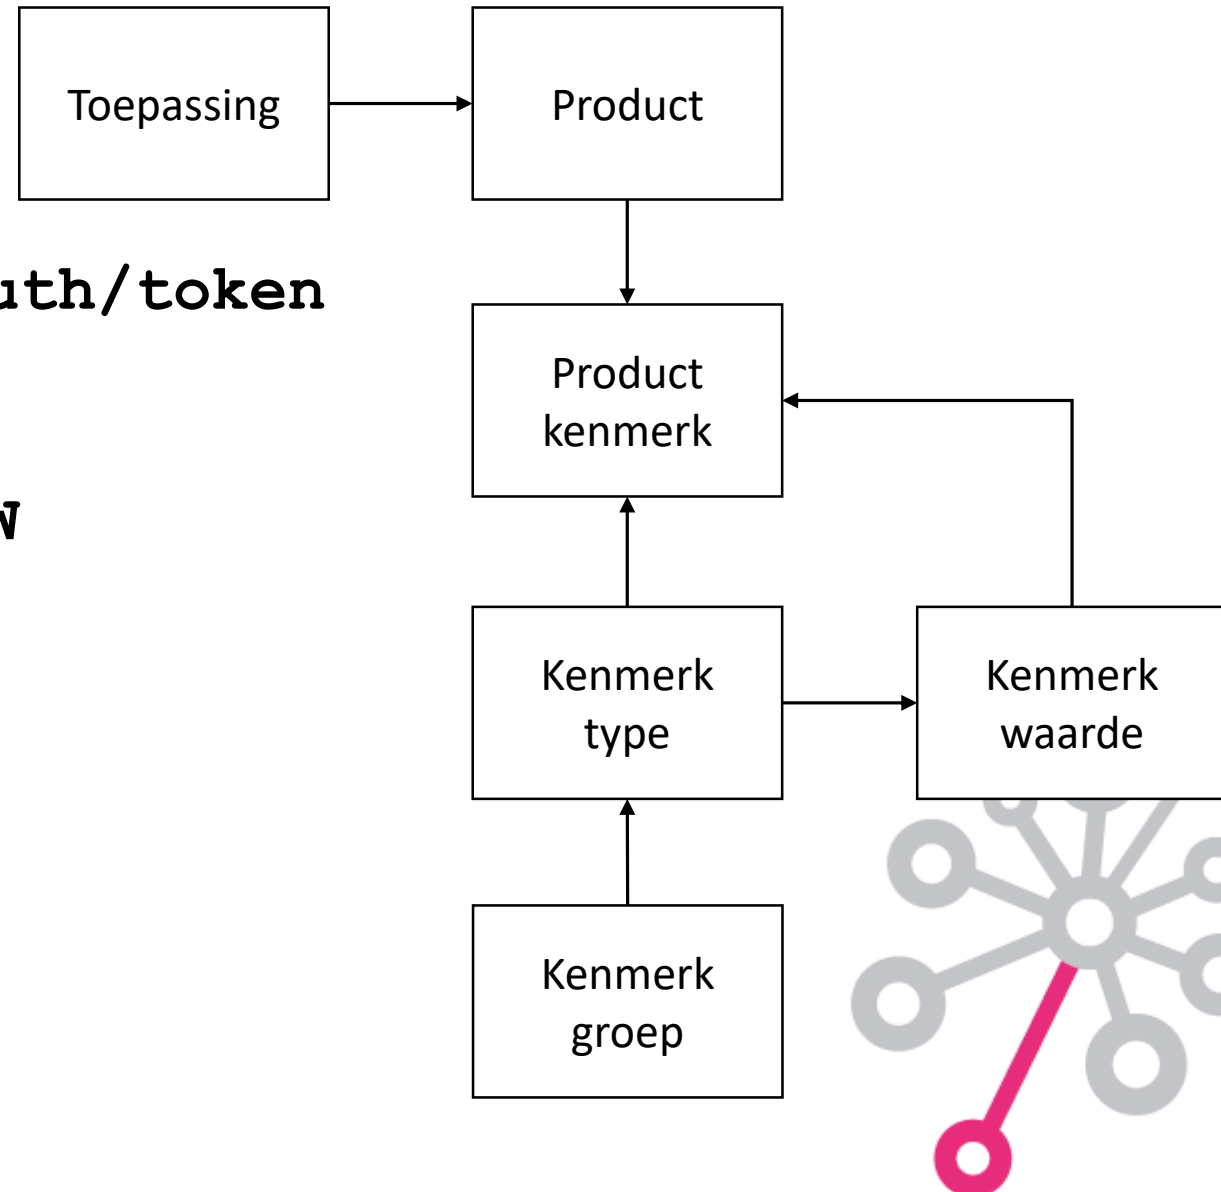 Toepassing
Product
uth/token
Product
kenmerk
w
Kenmerk
type
Kenmerk
waarde
Kenmerk
groep